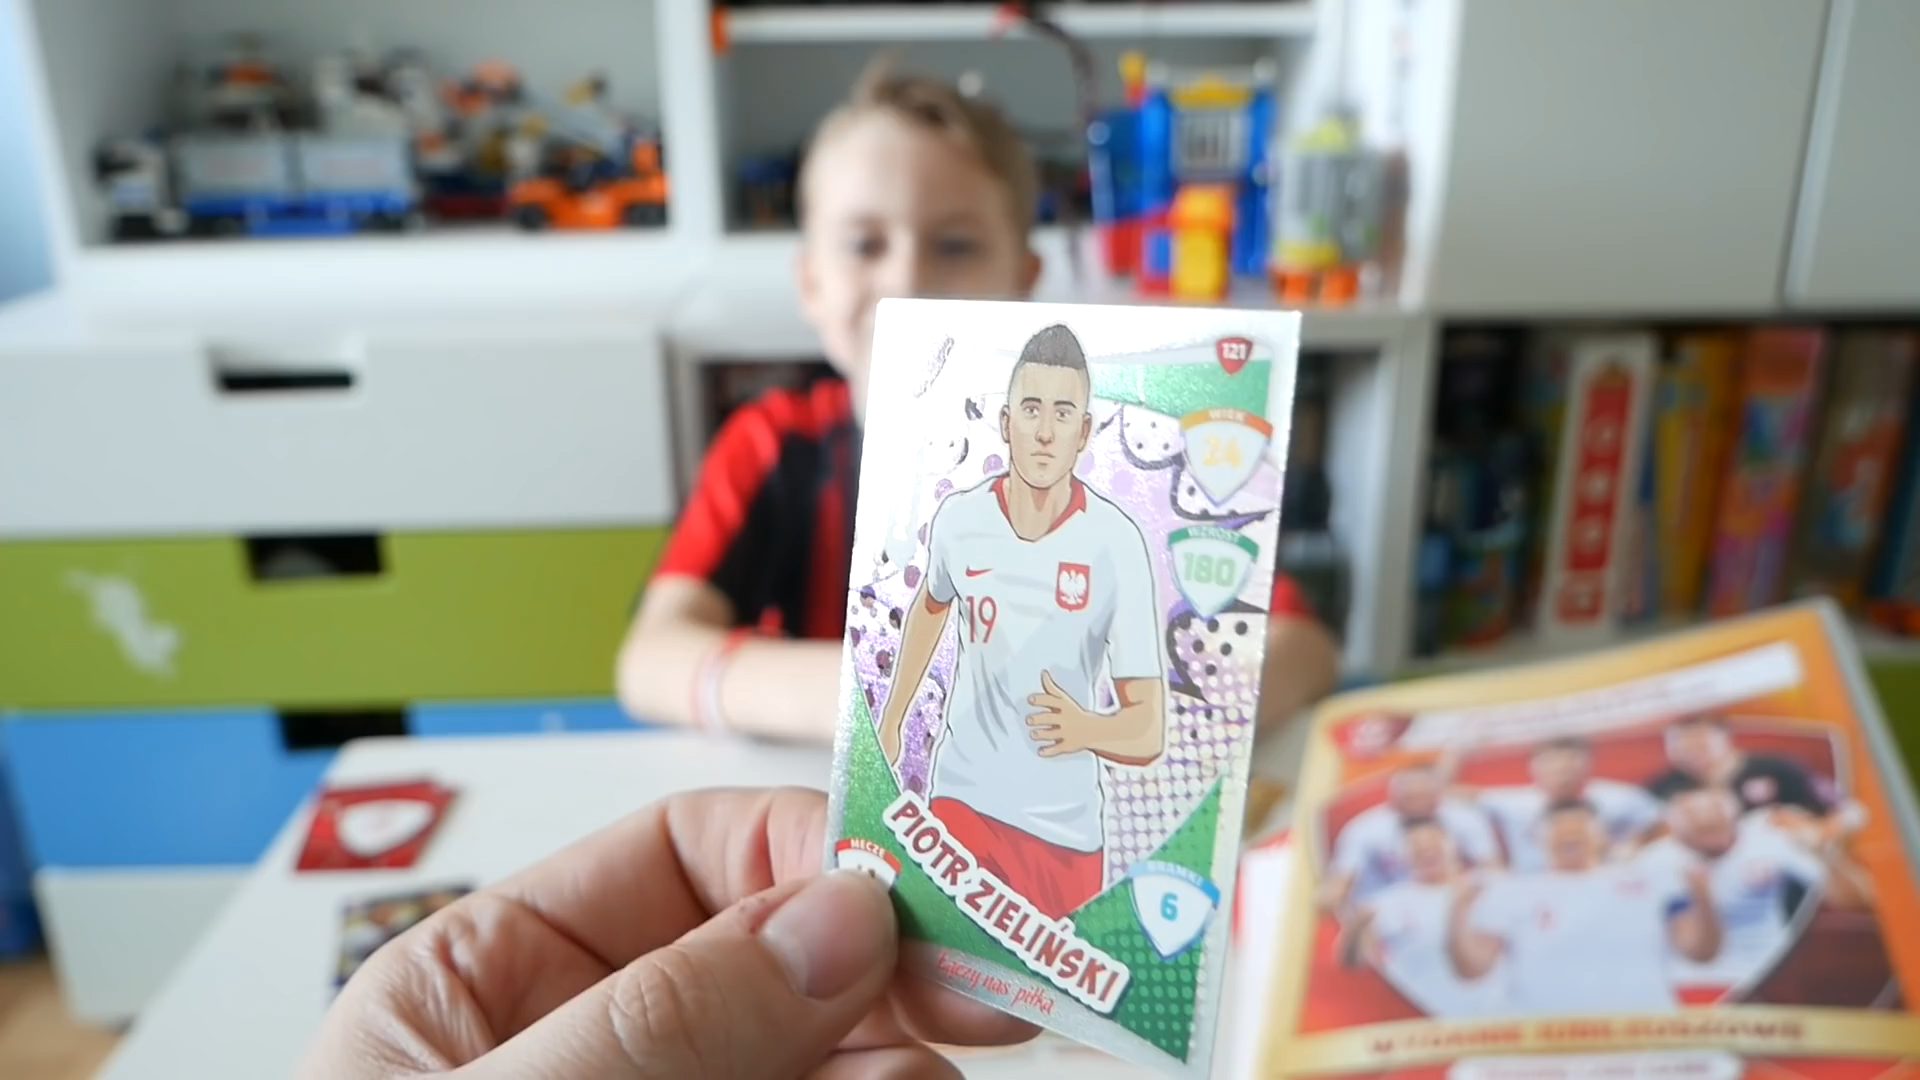 121
WIEK
24
WZROST
180
19
MECZE
BRAMKI
6
PIOTR ZIELIŃSKI
Łączy nas piłka